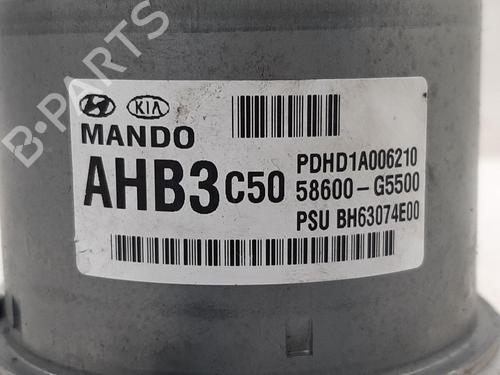 KIA
MANDO
AHB3 C50
PDHD1A006210
58600-G5500
PSU BH63074E00
B-PARTS